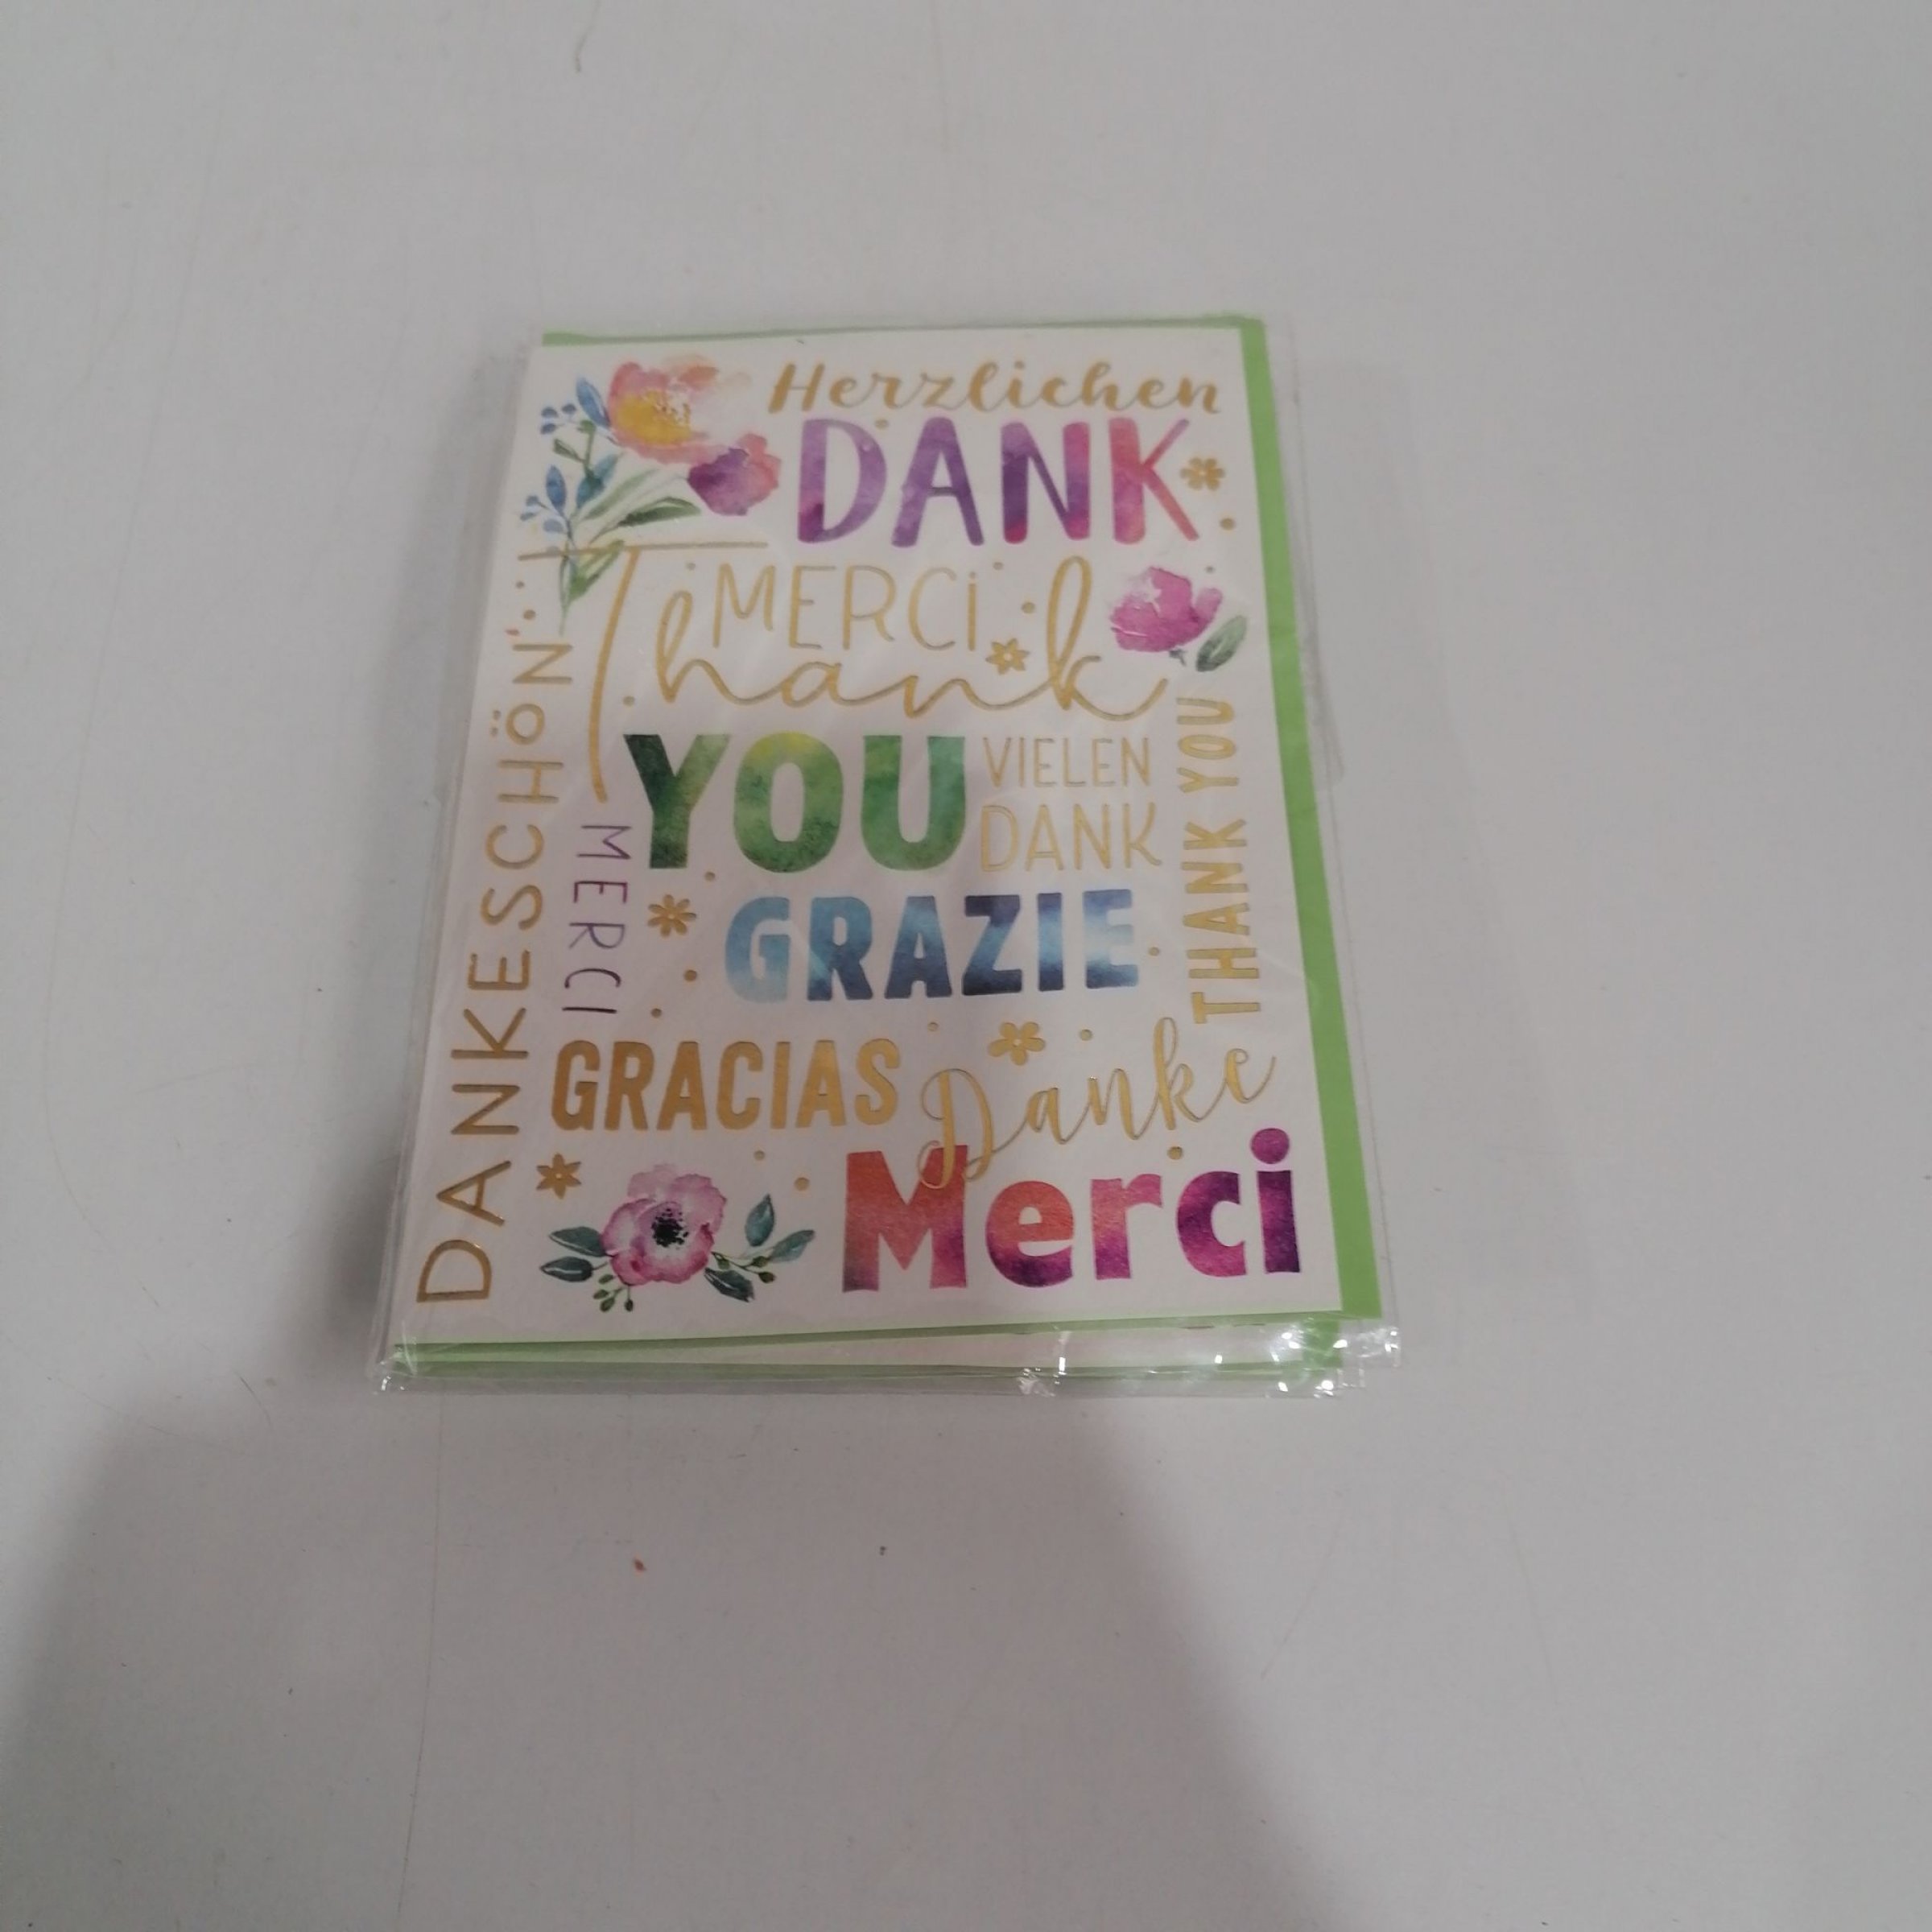 Herzlichen
DANK
MERCi
Thank
YOU
VIELEN
DANK
THANK YOU
DANKESCHÖN
MERCI
GRAZIE
GRACIAS
Danke
Merci